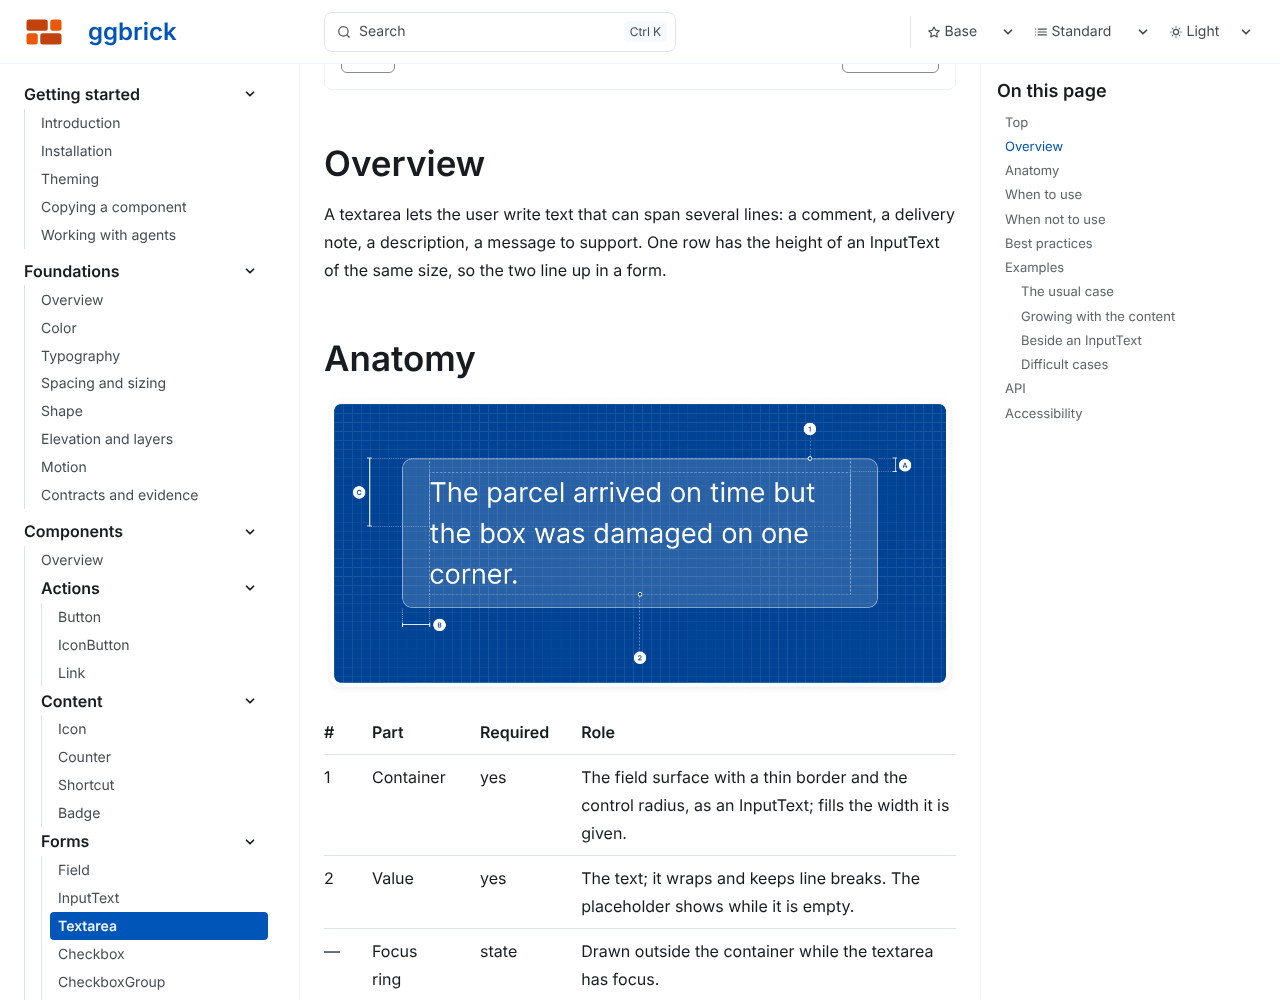 ggbrick
Search
Ctrl K
Base
Standard
Light
Getting started
Introduction
Installation
Theming
Copying a component
Working with agents
Foundations
Overview
Color
Typography
Spacing and sizing
Shape
Elevation and layers
Motion
Contracts and evidence
Components
Overview
Actions
Button
IconButton
Link
Content
Icon
Counter
Shortcut
Badge
Forms
Field
InputText
Textarea
Checkbox
CheckboxGroup
Overview
A textarea lets the user write text that can span several lines: a comment, a delivery
note, a description, a message to support. One row has the height of an InputText
of the same size, so the two line up in a form.
Anatomy
1
A
C
The parcel arrived on time but
the box was damaged on one
corner.
B
2
# Part Required Role
1 Container yes The field surface with a thin border and the
control radius, as an InputText; fills the width it is
given.
2 Value yes The text; it wraps and keeps line breaks. The
placeholder shows while it is empty.
— Focus state Drawn outside the container while the textarea
ring has focus.
On this page
Top
Overview
Anatomy
When to use
When not to use
Best practices
Examples
The usual case
Growing with the content
Beside an InputText
Difficult cases
API
Accessibility